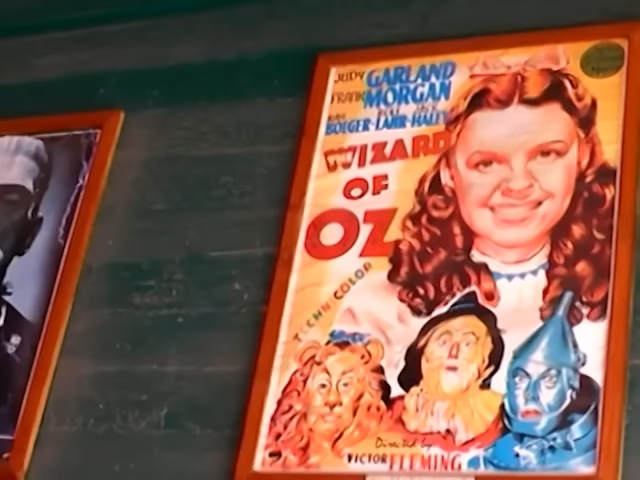 JUDY GARLAND
FRANK MORGAN
RAY BOLGER·BERT LAHR·JACK HALEY
WIZARD
OF
OZ
TECHNICOLOR
Directed by
VICTOR FLEMING